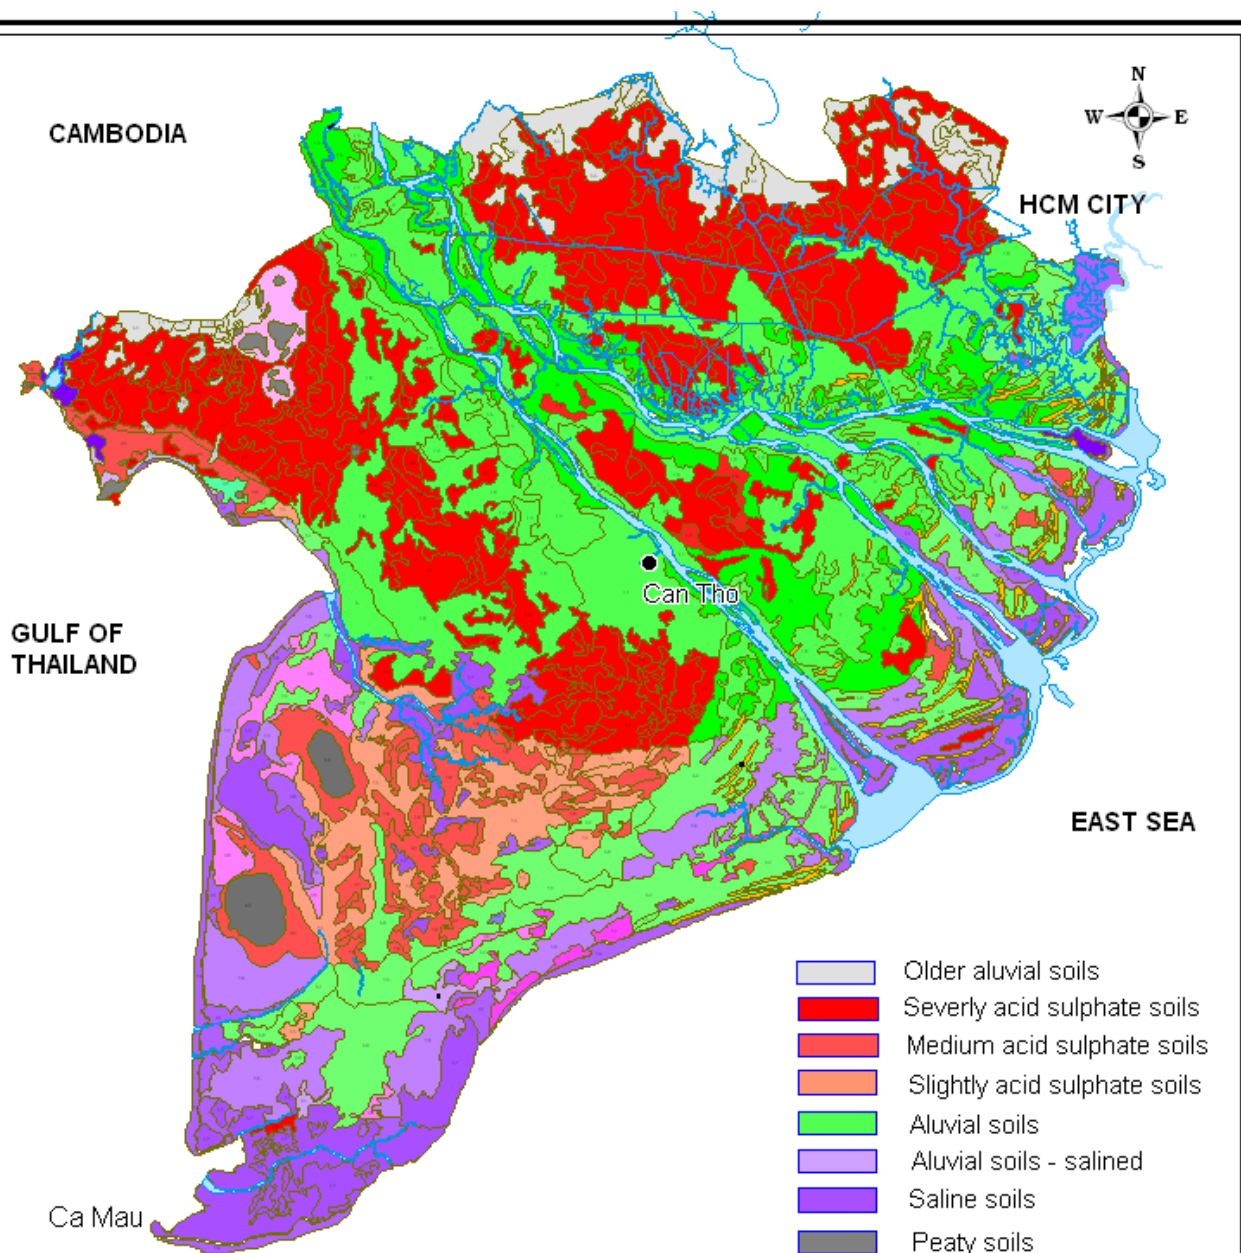 N
CAMBODIA
W E
S
HCM CITY
Can Tho
GULF OF
THAILAND
EAST SEA
Older aluvial soils
Severly acid sulphate soils
Medium acid sulphate soils
Slightly acid sulphate soils
Aluvial soils
Aluvial soils - salined
Saline soils
Ca Mau
Peaty soils